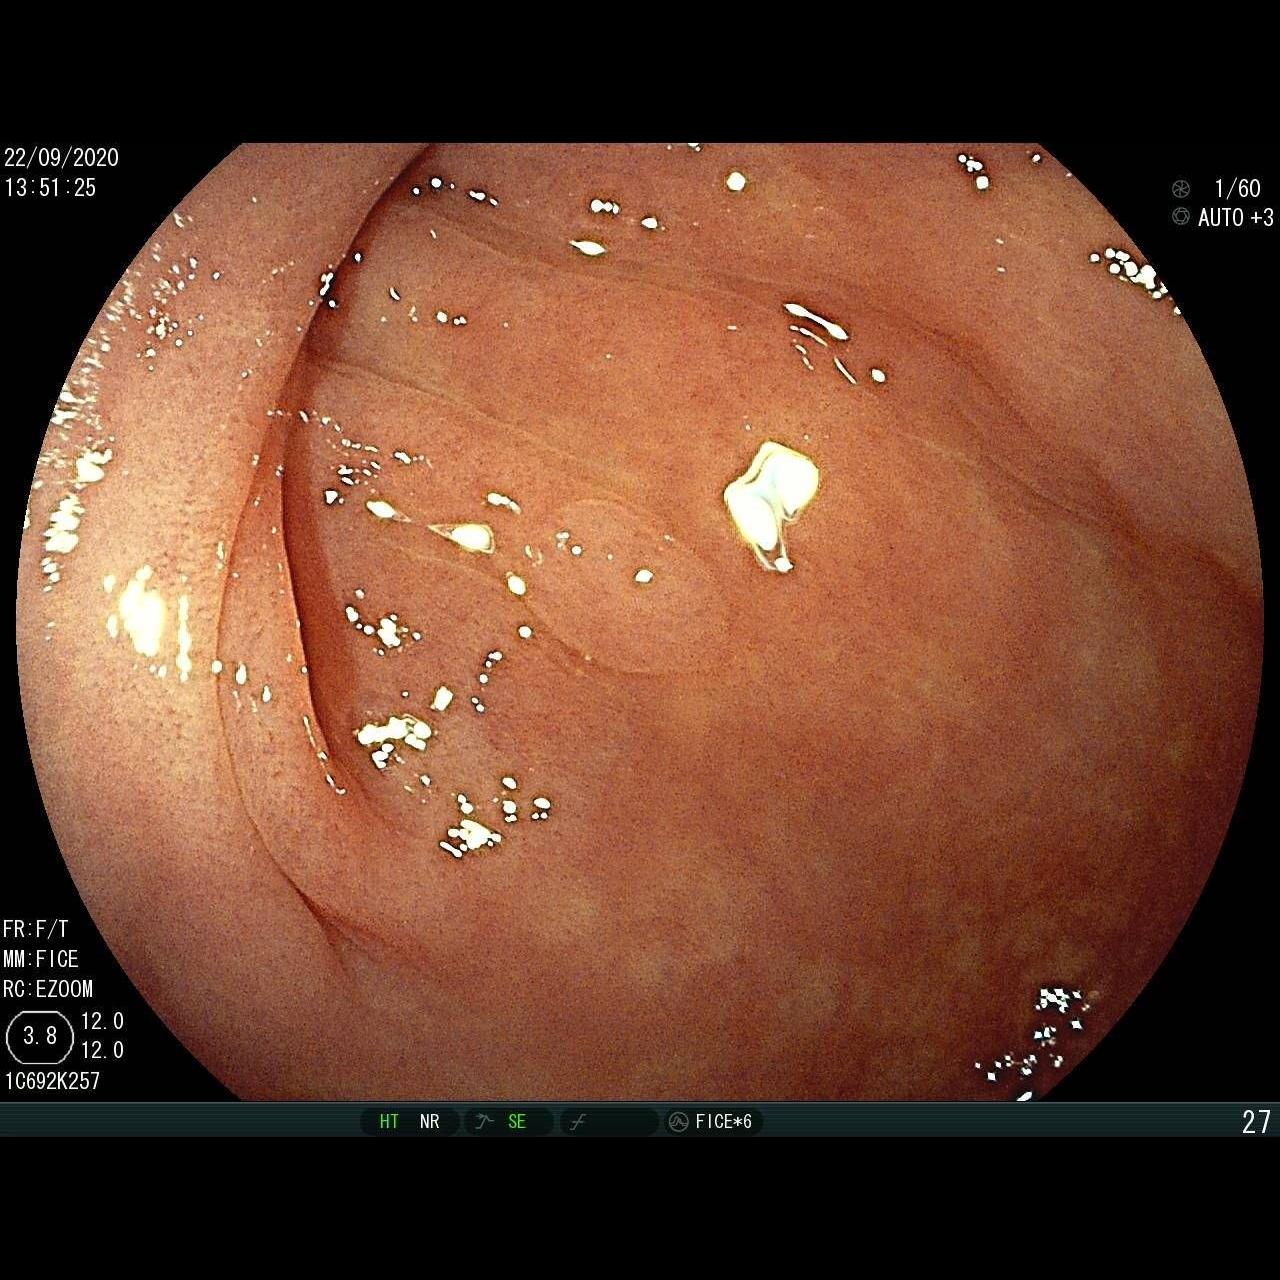 22/09/2020
13:51:25
1/60
AUTO +3
FR:F/T
MM:FICE
RC:EZOOM
3.8
12.0
12.0
1C692K257
HT NR SE FICE*6
27